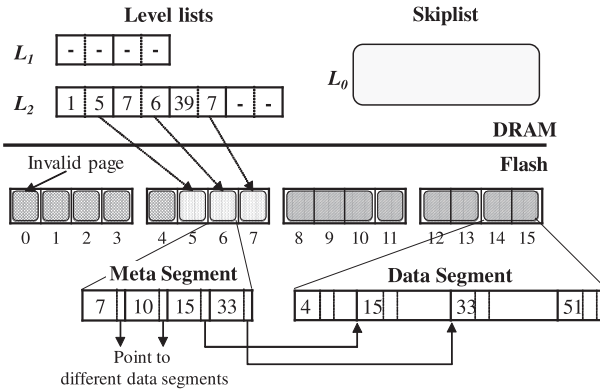 Level lists Skiplist
L1 - - - -
L0
L2 1 5 7 6 39 7 - -
DRAM
Flash
Invalid page
0 1 2 3 4 5 6 7 8 9 10 11 12 13 14 15
Meta Segment Data Segment
7 10 15 33 4 15 33 51
Point to
different data segments